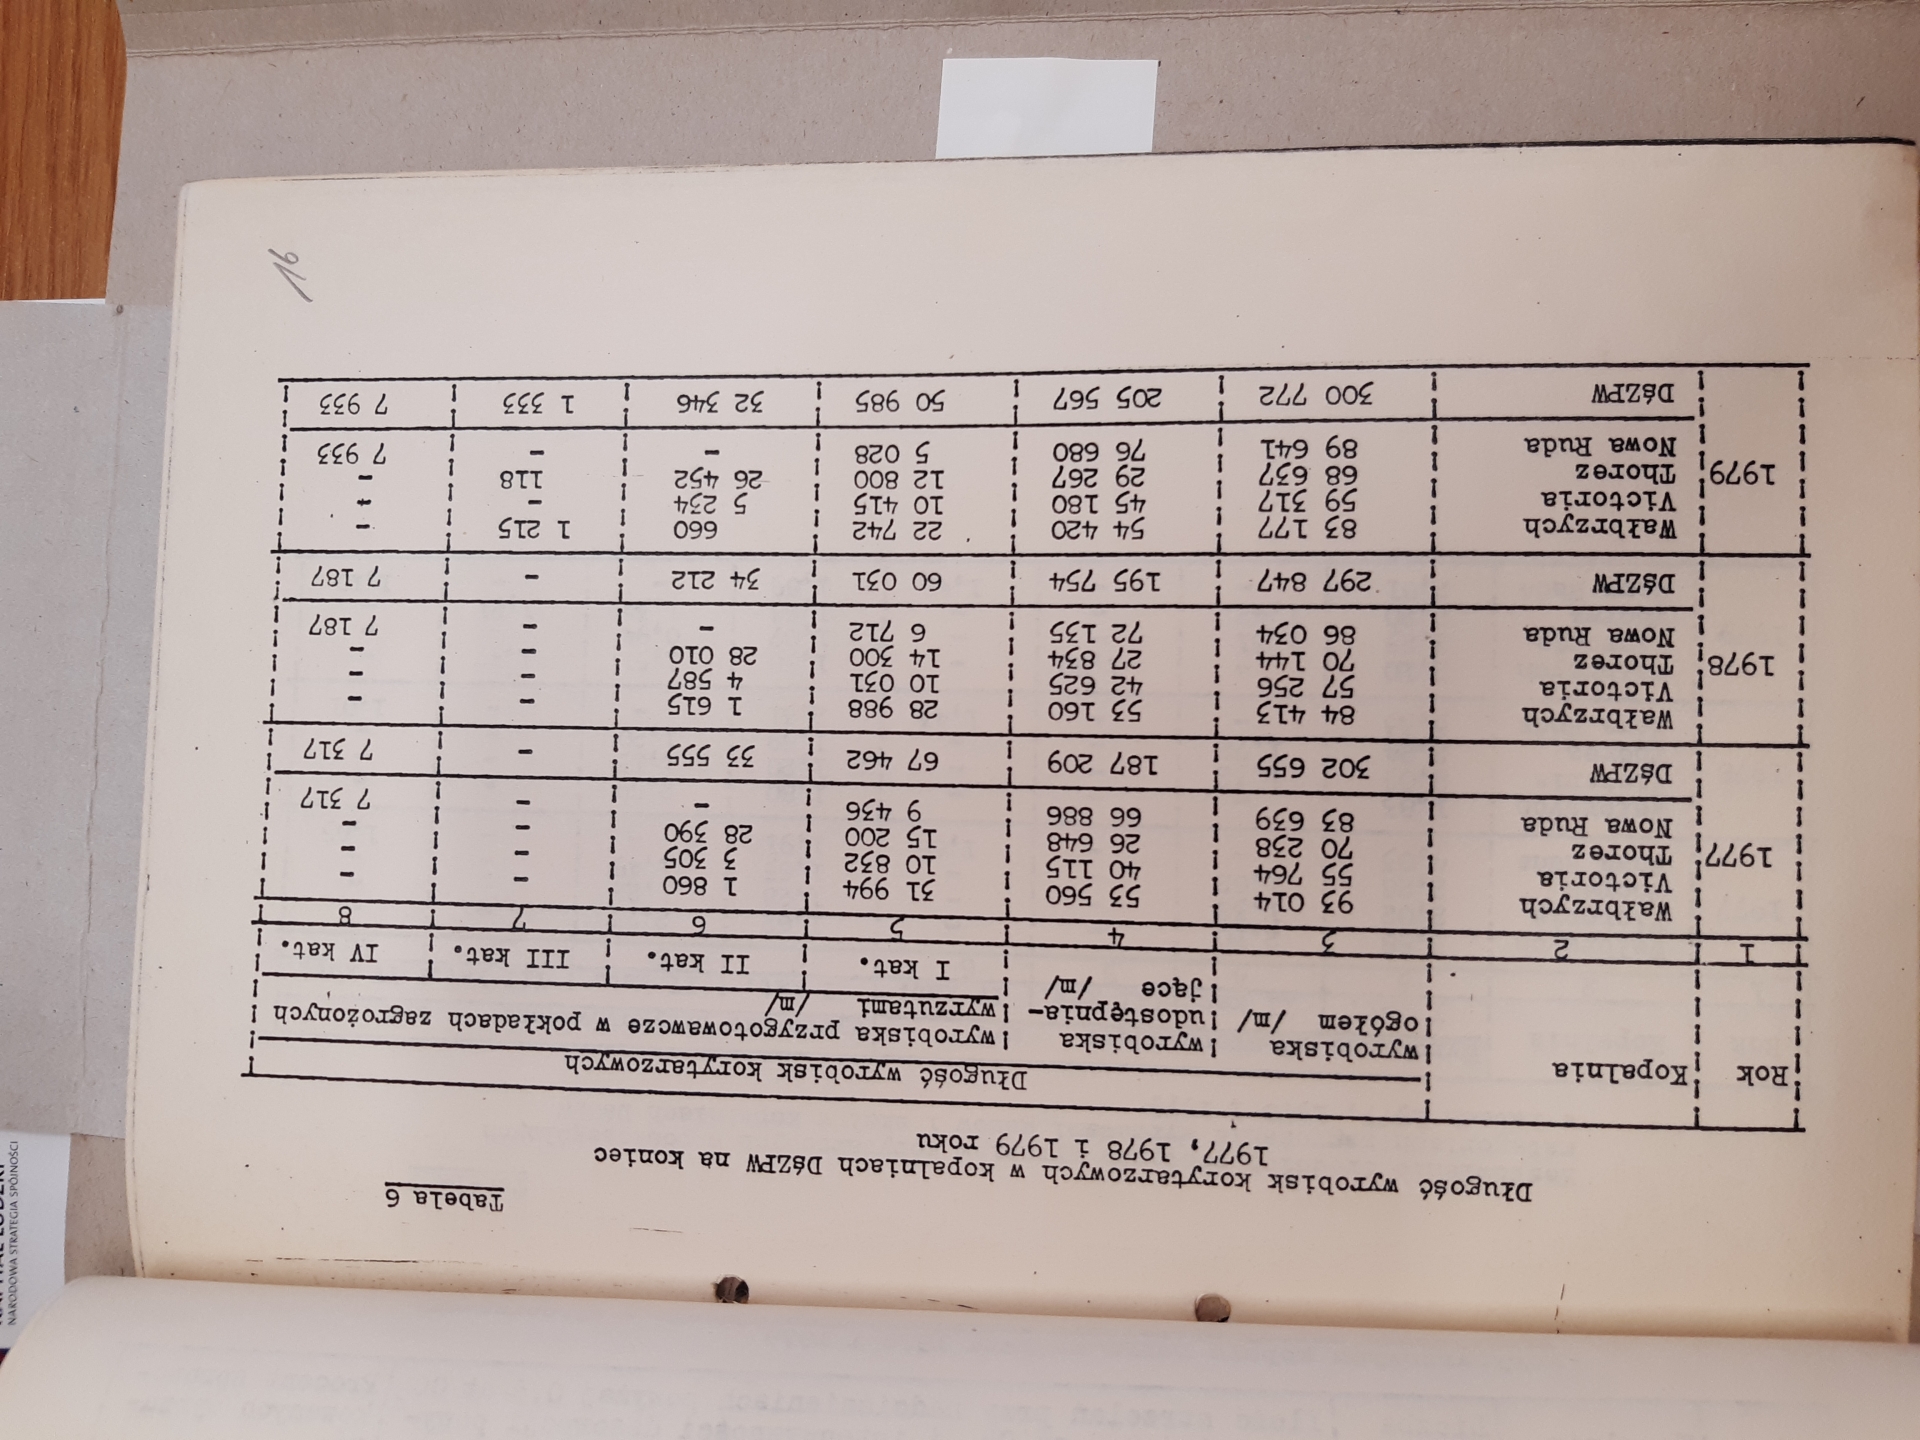 Tabela 6
Długość wyrobisk korytarzowych w kopalniach DśZPW na koniec
1977, 1978 i 1979 roku
Rok Kopalnia Długość wyrobisk korytarzowych
wyrobiska ogółem /m/ wyrobiska udostępnia-jące /m/ wyrobiska przygotowawcze w pokładach zagrożonych wyrzutami /m/
I kat. II kat. III kat. IV kat.
1 2 3 4 5 6 7 8
1977
Wałbrzych 93 014 53 560 31 994 1 860 - -
Victoria 55 764 40 115 10 832 3 305 - -
Thorez 70 238 26 648 15 200 28 390 - -
Nowa Ruda 83 639 66 886 9 436 - - 7 317
DśZPW 302 655 187 209 67 462 33 555 - 7 317
1978
Wałbrzych 84 413 53 160 28 988 1 615 - -
Victoria 57 256 42 625 10 031 4 587 - -
Thorez 70 144 27 834 14 300 28 010 - -
Nowa Ruda 86 034 72 135 6 712 - - 7 187
DśZPW 297 847 195 754 60 031 34 212 - 7 187
1979
Wałbrzych 83 177 54 420 22 742 660 1 215 -
Victoria 59 317 45 180 10 415 5 234 - -
Thorez 68 637 29 267 12 800 26 452 118 -
Nowa Ruda 89 641 76 680 5 028 - - 7 933
DśZPW 300 772 205 567 50 985 32 346 1 333 7 933
16
NARODOWA STRATEGIA SPÓJNOŚCI